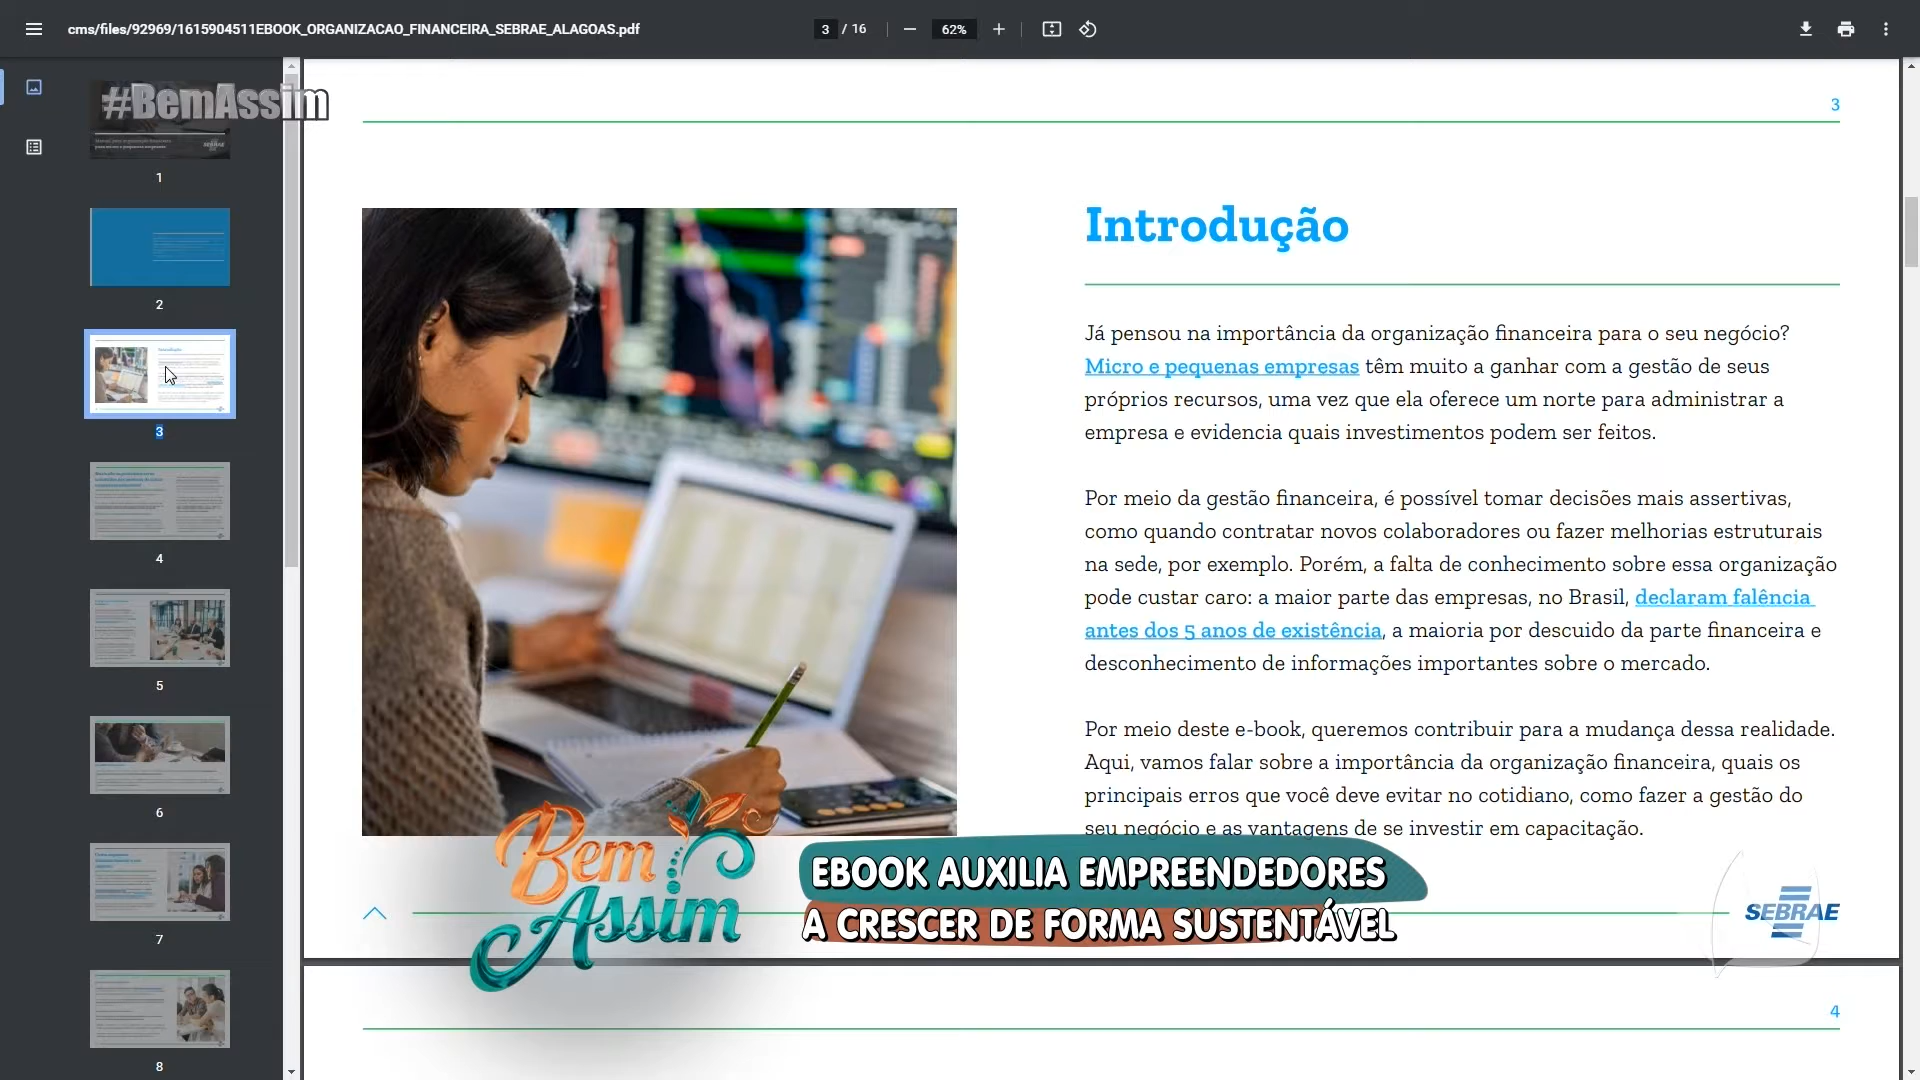 cms/files/92969/1615904511EBOOK_ORGANIZACAO_FINANCEIRA_SEBRAE_ALAGOAS.pdf
3 / 16
62%
#BemAssim
SEBRAE
1
2
3
4
5
6
7
8
3
Introdução
Já pensou na importância da organização financeira para o seu negócio?
Micro e pequenas empresas têm muito a ganhar com a gestão de seus
próprios recursos, uma vez que ela oferece um norte para administrar a
empresa e evidencia quais investimentos podem ser feitos.
Por meio da gestão financeira, é possível tomar decisões mais assertivas,
como quando contratar novos colaboradores ou fazer melhorias estruturais
na sede, por exemplo. Porém, a falta de conhecimento sobre essa organização
pode custar caro: a maior parte das empresas, no Brasil, declaram falência
antes dos 5 anos de existência, a maioria por descuido da parte financeira e
desconhecimento de informações importantes sobre o mercado.
Por meio deste e-book, queremos contribuir para a mudança dessa realidade.
Aqui, vamos falar sobre a importância da organização financeira, quais os
principais erros que você deve evitar no cotidiano, como fazer a gestão do
seu negócio e as vantagens de se investir em capacitação.
Bem
Assim
EBOOK AUXILIA EMPREENDEDORES
A CRESCER DE FORMA SUSTENTÁVEL
SEBRAE
4